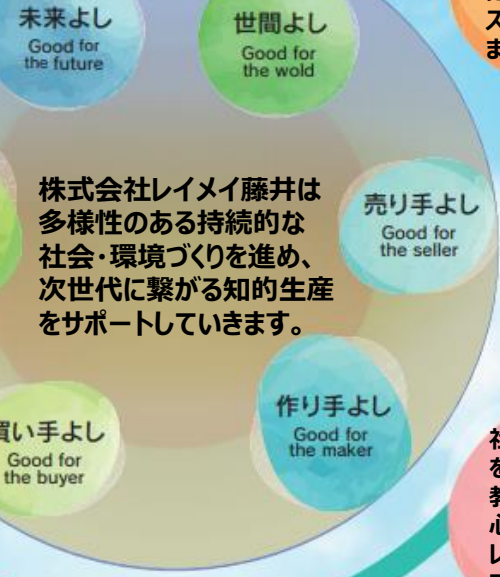 未来よし
Good for
the future
世間よし
Good for
the wold
株式会社レイメイ藤井は
多様性のある持続的な
社会・環境づくりを進め、
次世代に繋がる知的生産
をサポートしていきます。
売り手よし
Good for
the seller
作り手よし
Good for
the maker
買い手よし
Good for
the buyer
を
教
心
レ